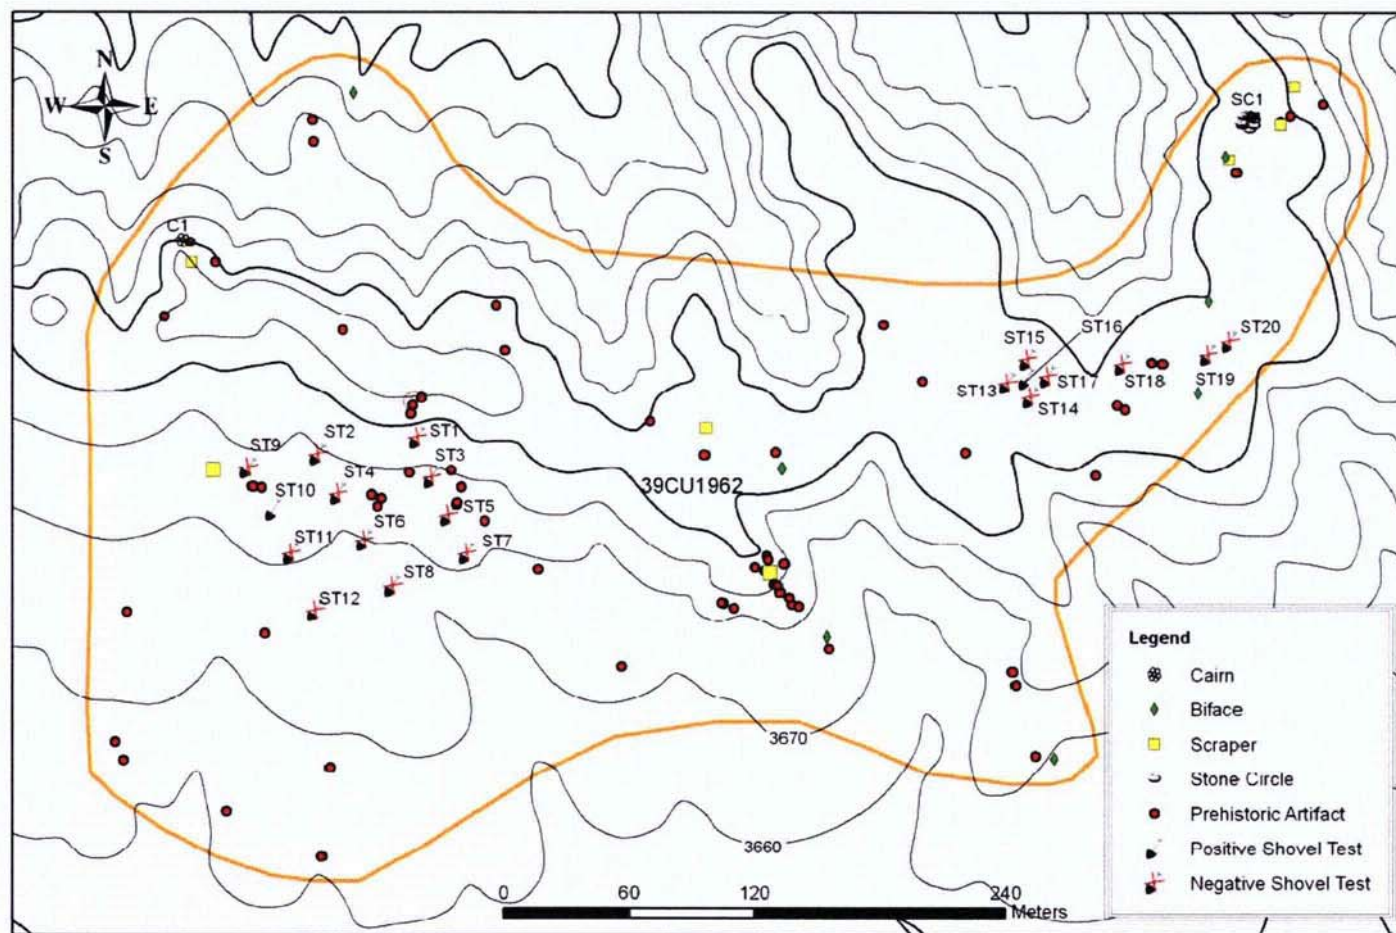 N
W E
S
SC1
C1
ST16
ST15
ST20
ST13
ST17
ST18
ST19
ST14
ST9
ST2
ST1
ST4
ST3
ST10
39CU1962
ST5
ST6
ST11
ST7
ST8
ST12
3670
3660
0 60 120 240
Meters
Legend
Cairn
Biface
Scraper
Stone Circle
Prehistoric Artifact
Positive Shovel Test
Negative Shovel Test